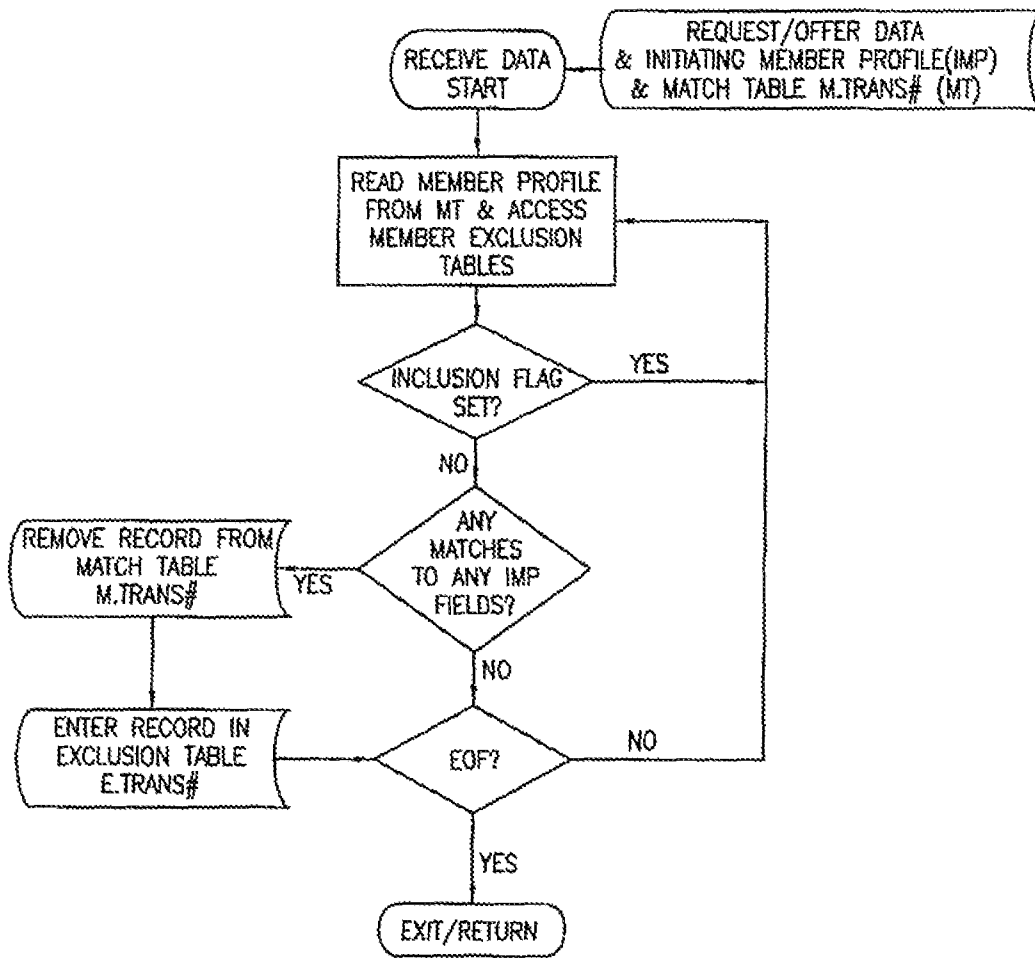 RECEIVE DATA
START
REQUEST/OFFER DATA
& INITIATING MEMBER PROFILE(IMP)
& MATCH TABLE M.TRANS# (MT)
READ MEMBER PROFILE
FROM MT & ACCESS
MEMBER EXCLUSION
TABLES
INCLUSION FLAG
SET?
YES
NO
ANY
MATCHES
TO ANY IMP
FIELDS?
YES
REMOVE RECORD FROM
MATCH TABLE
M.TRANS#
NO
ENTER RECORD IN
EXCLUSION TABLE
E.TRANS#
EOF?
NO
YES
EXIT/RETURN